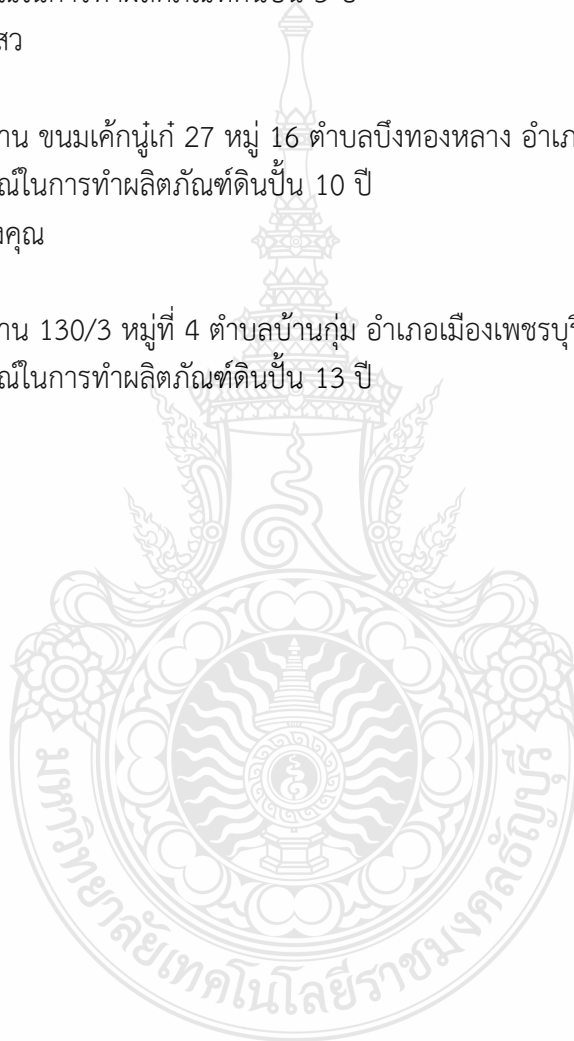 สว
าน ขนมเค้กนู๋เก๋ 27 หมู่ 16 ตำบลบึงทองหลาง อำเภ
ณ์ในการทำผลิตภัณฑ์ดินปั้น 10 ปี
งคุณ
าน 130/3 หมู่ที่ 4 ตำบลบ้านกุ่ม อำเภอเมืองเพชรบุรี
ณ์ในการทำผลิตภัณฑ์ดินปั้น 13 ปี
มหาวิทยาลัยเทคโนโลยีราชมงคลธัญบุรี